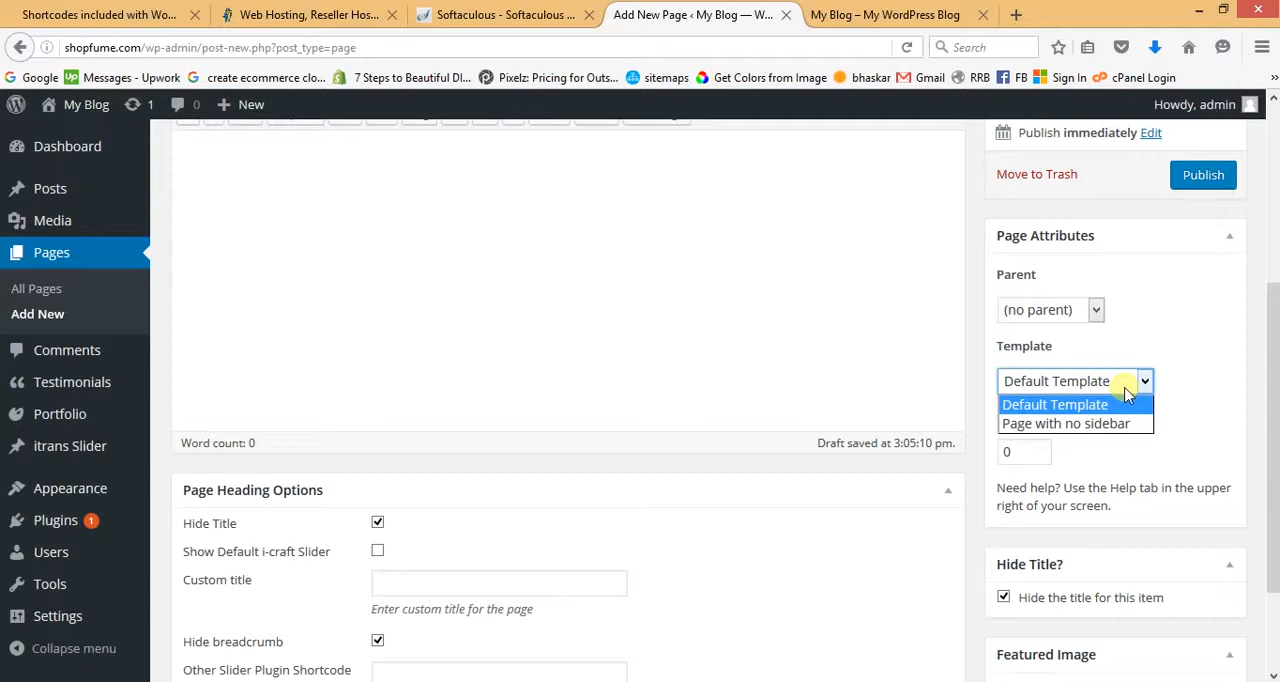 Shortcodes included with Wo...
Web Hosting, Reseller Hos...
Softaculous - Softaculous ...
Add New Page ‹ My Blog — W...
My Blog – My WordPress Blog
shopfume.com/wp-admin/post-new.php?post_type=page
Search
Google
Messages - Upwork
create ecommerce clo...
7 Steps to Beautiful DI...
Pixelz: Pricing for Outs...
sitemaps
Get Colors from Image
bhaskar
Gmail
RRB
FB
Sign In
cPanel Login
My Blog
1
0
New
Howdy, admin
Dashboard
Posts
Media
Pages
All Pages
Add New
Comments
Testimonials
Portfolio
itrans Slider
Appearance
Plugins 1
Users
Tools
Settings
Collapse menu
Word count: 0
Draft saved at 3:05:10 pm.
Page Heading Options
Hide Title
Show Default i-craft Slider
Custom title
Enter custom title for the page
Hide breadcrumb
Other Slider Plugin Shortcode
Publish immediately Edit
Move to Trash
Publish
Page Attributes
Parent
(no parent)
Template
Default Template
Default Template
Page with no sidebar
0
Need help? Use the Help tab in the upper
right of your screen.
Hide Title?
Hide the title for this item
Featured Image